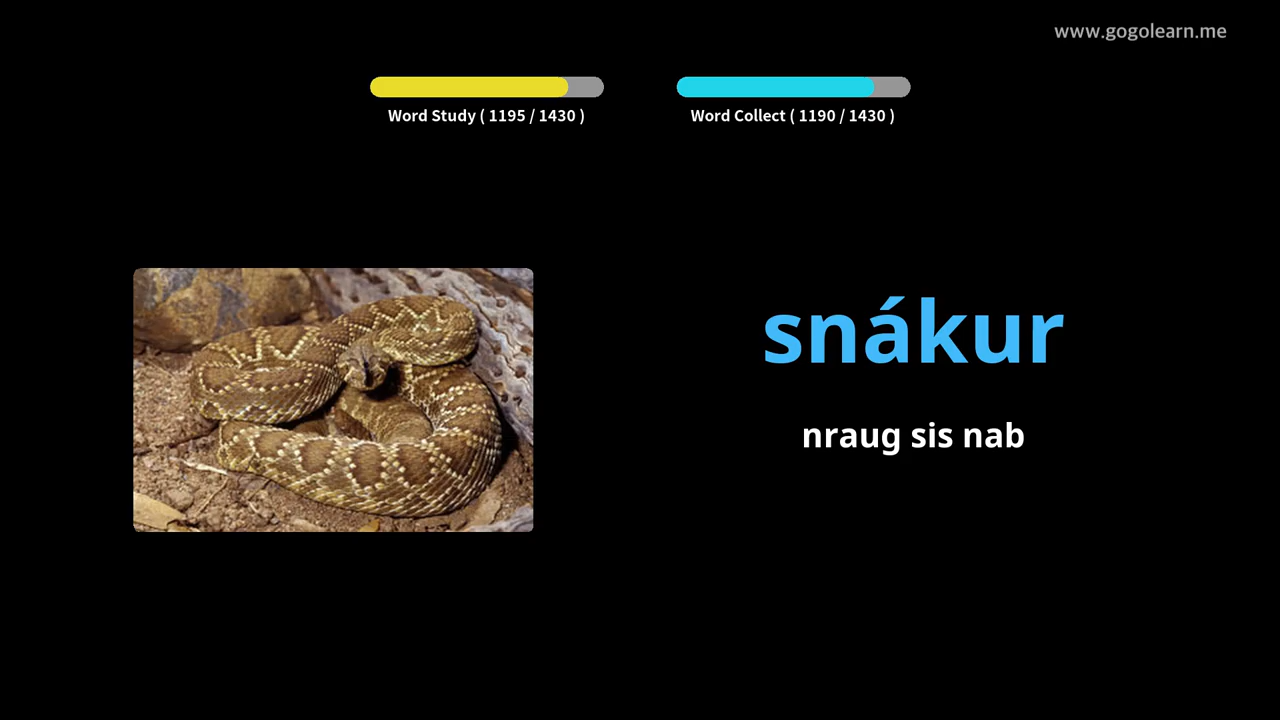 www.gogolearn.me
Word Study ( 1195 / 1430 )
Word Collect ( 1190 / 1430 )
snákur
nraug sis nab